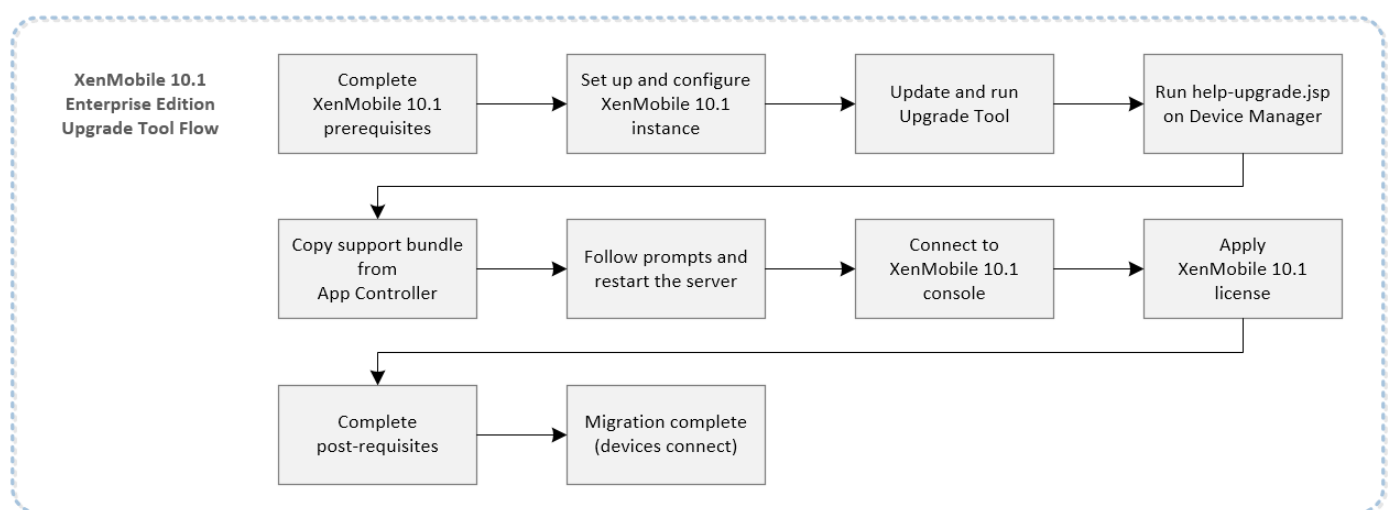 XenMobile 10.1
Enterprise Edition
Upgrade Tool Flow
Complete
XenMobile 10.1
prerequisites
Set up and configure
XenMobile 10.1
instance
Update and run
Upgrade Tool
Run help-upgrade.jsp
on Device Manager
Copy support bundle
from
App Controller
Follow prompts and
restart the server
Connect to
XenMobile 10.1
console
Apply
XenMobile 10.1
license
Complete
post-requisites
Migration complete
(devices connect)